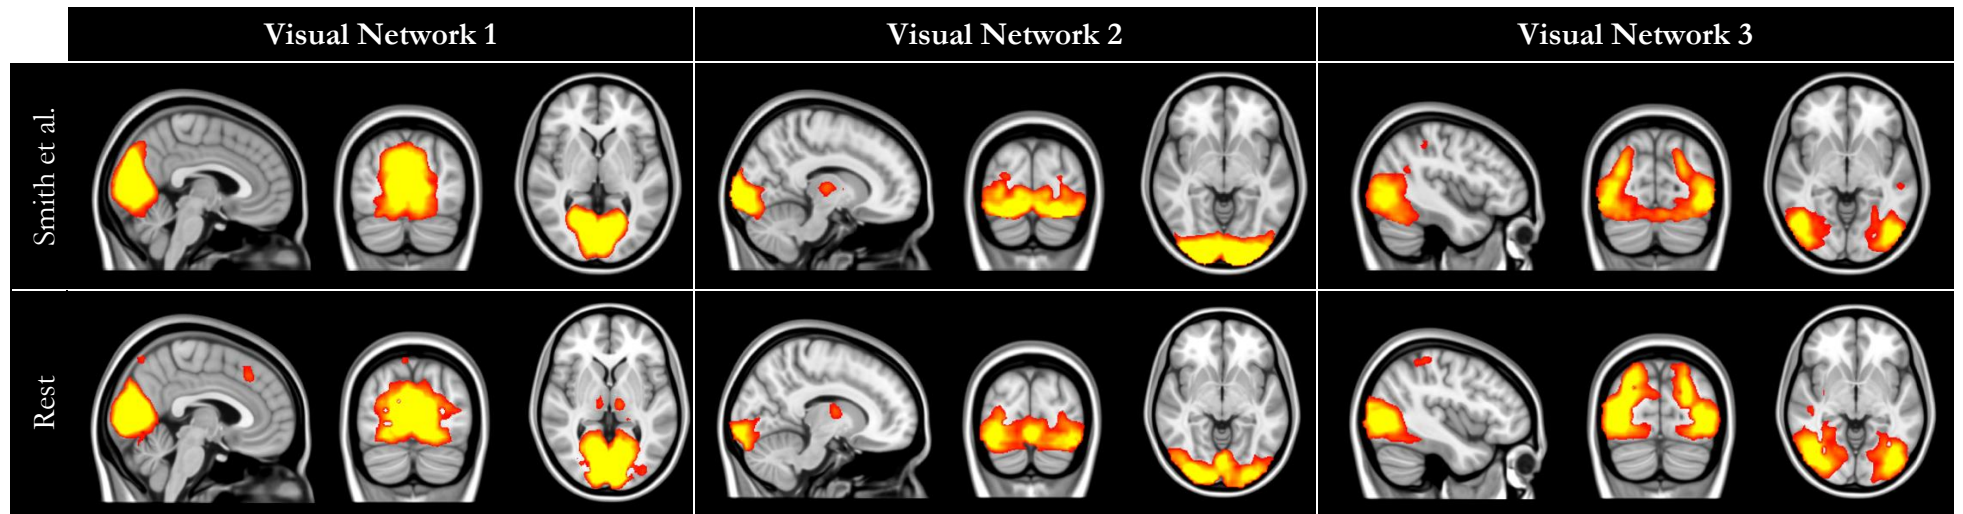 Visual Network 1
Visual Network 2
Visual Network 3
Smith et al.
Rest